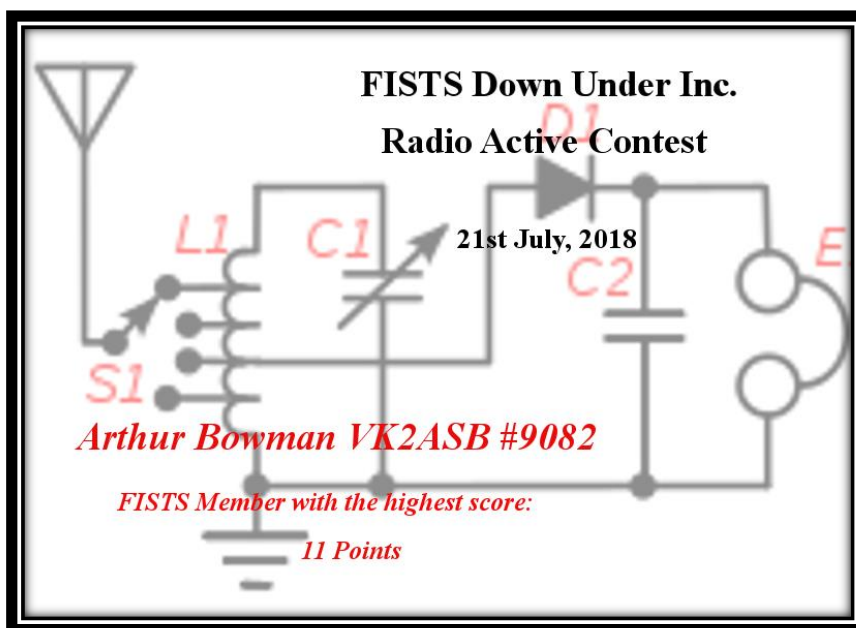 FISTS Down Under Inc.
D1
Radio Active Contest
L1
C1
21st July, 2018
E
C2
S1
Arthur Bowman VK2ASB #9082
FISTS Member with the highest score:
11 Points